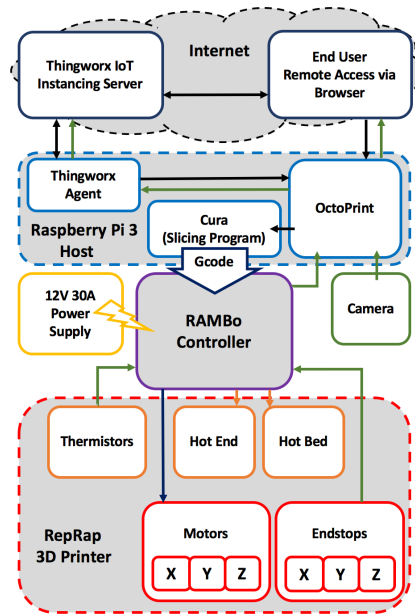 Internet
Thingworx IoT
Instancing Server
End User
Remote Access via
Browser
Thingworx
Agent
OctoPrint
Cura
(Slicing Program)
Raspberry Pi 3
Host
Gcode
12V 30A
Power
Supply
RAMBo
Controller
Camera
Thermistors
Hot End
Hot Bed
RepRap
3D Printer
Motors
X Y Z
Endstops
X Y Z